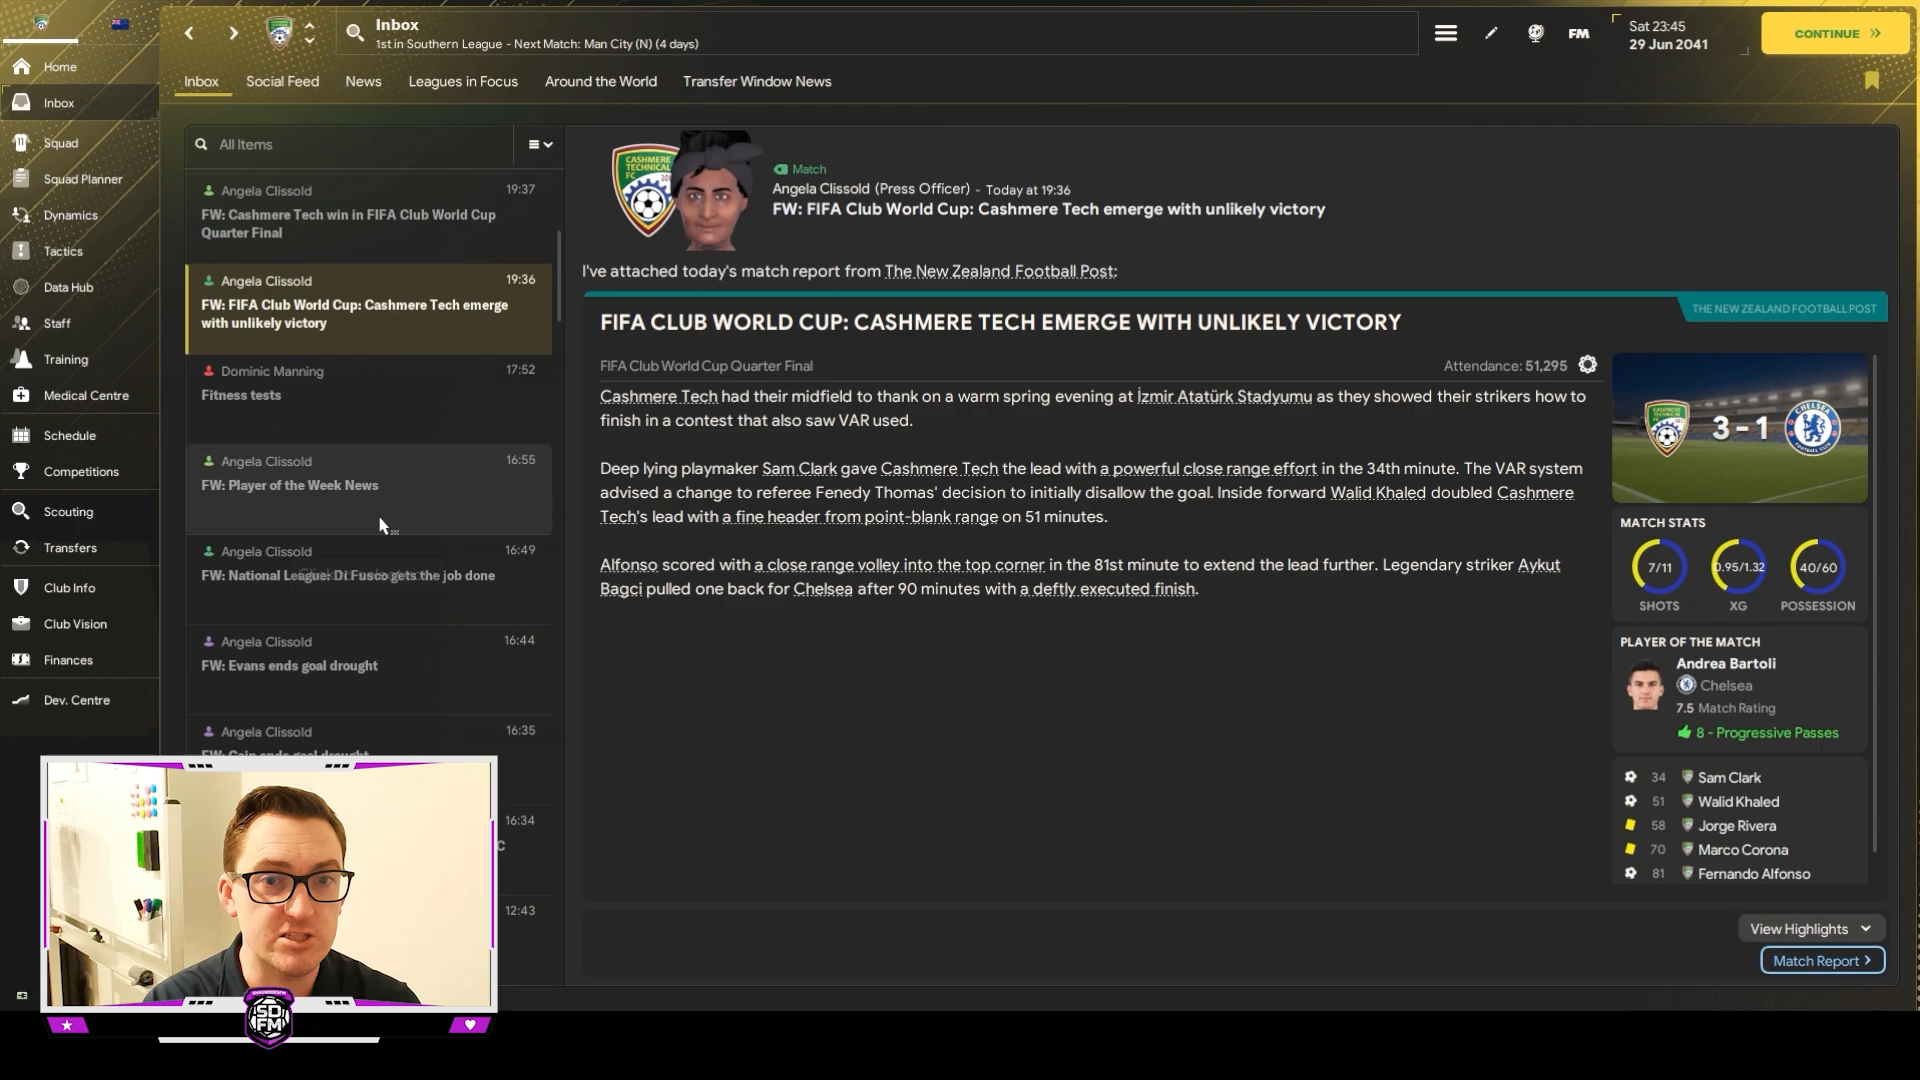 Inbox
1st in Southern League - Next Match: Man City (N) (4 days)
FM
Sat 23:45
29 Jun 2041
CONTINUE
Home
Inbox
Squad
Squad Planner
Dynamics
Tactics
Data Hub
Staff
Training
Medical Centre
Schedule
Competitions
Scouting
Transfers
Club Info
Club Vision
Finances
Dev. Centre
Inbox
Social Feed
News
Leagues in Focus
Around the World
Transfer Window News
All Items
Angela Clissold 19:37
FW: Cashmere Tech win in FIFA Club World Cup
Quarter Final
Angela Clissold 19:36
FW: FIFA Club World Cup: Cashmere Tech emerge
with unlikely victory
Dominic Manning 17:52
Fitness tests
Angela Clissold 16:55
FW: Player of the Week News
Angela Clissold 16:49
FW: National League: Di Fusco gets the job done
Angela Clissold 16:44
FW: Evans ends goal drought
Angela Clissold 16:35
16:34
C
12:43
CASHMERE
TECHNICAL
FC
Match
Angela Clissold (Press Officer) - Today at 19:36
FW: FIFA Club World Cup: Cashmere Tech emerge with unlikely victory
I've attached today's match report from The New Zealand Football Post:
THE NEW ZEALAND FOOTBALL POST
FIFA CLUB WORLD CUP: CASHMERE TECH EMERGE WITH UNLIKELY VICTORY
FIFA Club World Cup Quarter Final
Attendance: 51,295
Cashmere Tech had their midfield to thank on a warm spring evening at İzmir Atatürk Stadyumu as they showed their strikers how to
finish in a contest that also saw VAR used.
Deep lying playmaker Sam Clark gave Cashmere Tech the lead with a powerful close range effort in the 34th minute. The VAR system
advised a change to referee Fenedy Thomas' decision to initially disallow the goal. Inside forward Walid Khaled doubled Cashmere
Tech's lead with a fine header from point-blank range on 51 minutes.
Alfonso scored with a close range volley into the top corner in the 81st minute to extend the lead further. Legendary striker Aykut
Bagci pulled one back for Chelsea after 90 minutes with a deftly executed finish.
3 - 1
MATCH STATS
7/11
0.95/1.32
40/60
SHOTS
XG
POSSESSION
PLAYER OF THE MATCH
Andrea Bartoli
Chelsea
7.5 Match Rating
8 - Progressive Passes
34 Sam Clark
51 Walid Khaled
58 Jorge Rivera
70 Marco Corona
81 Fernando Alfonso
View Highlights
Match Report
SD
FM